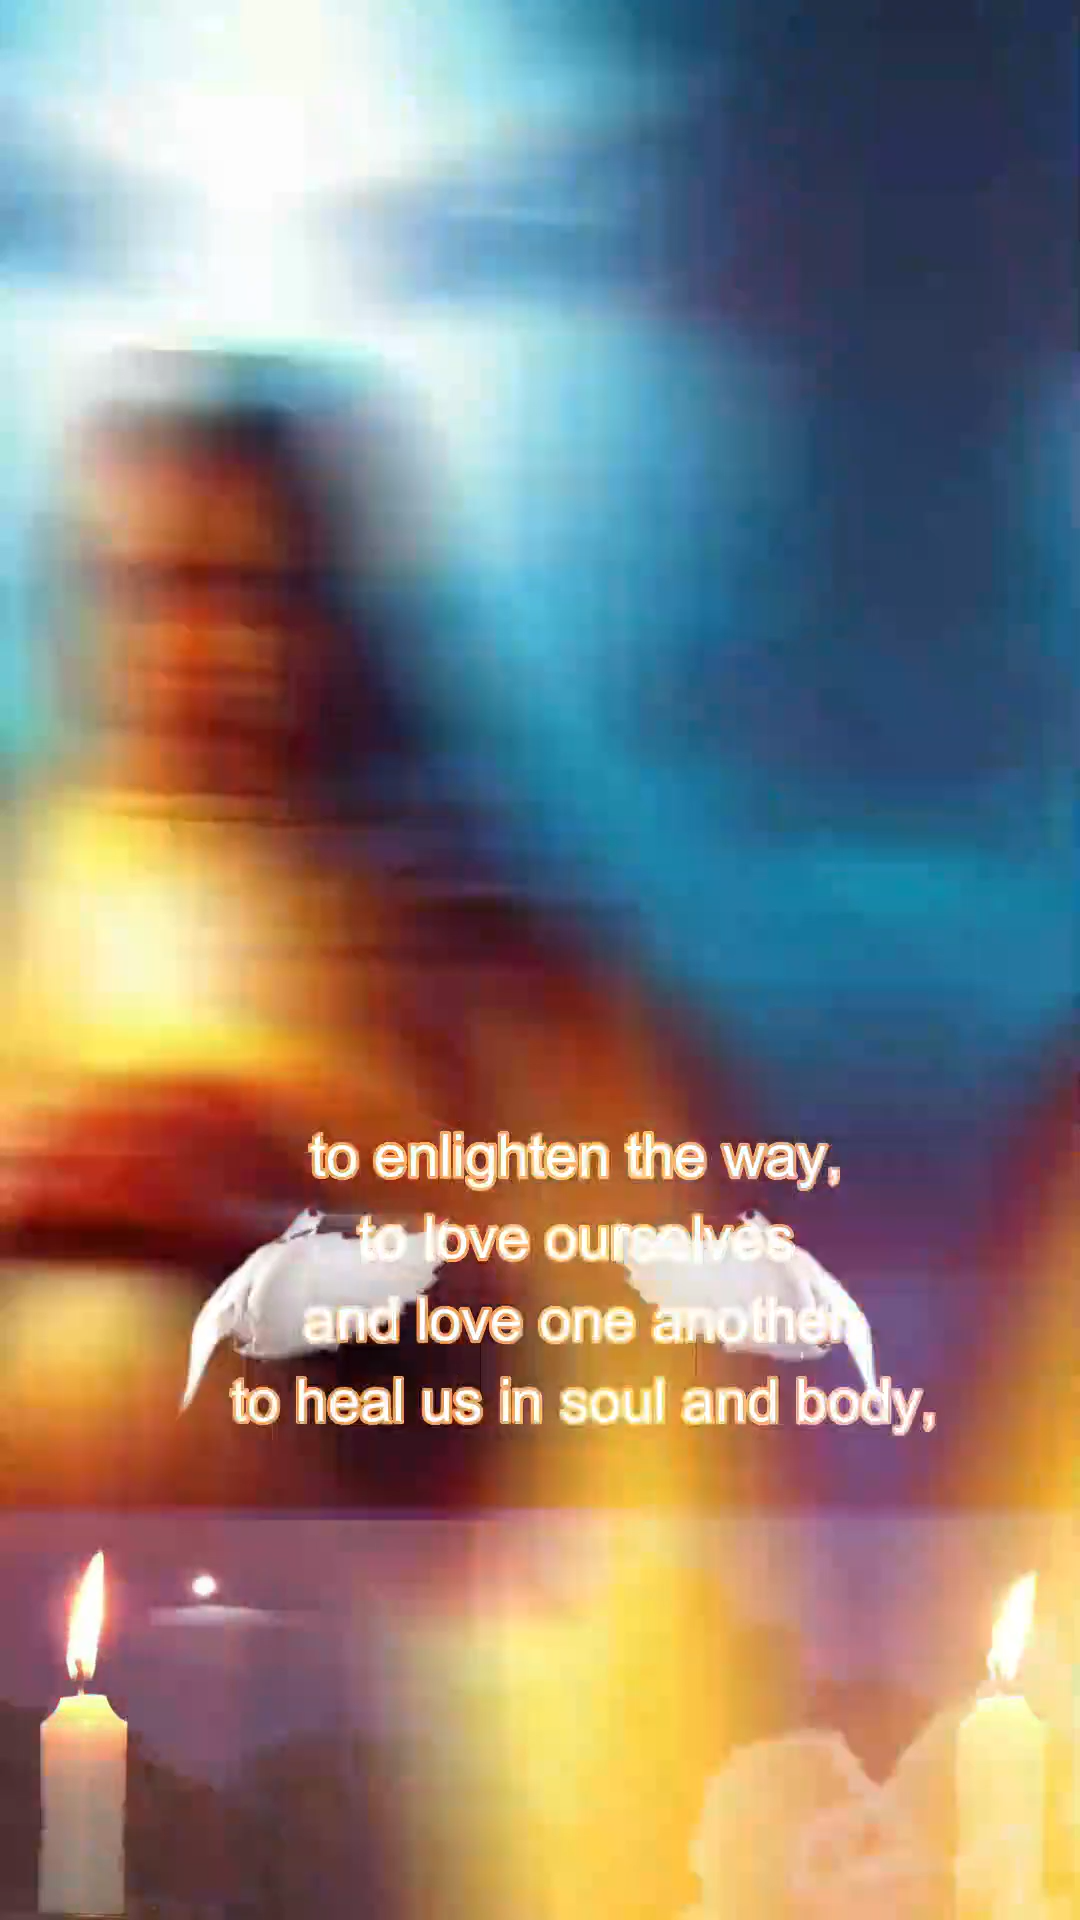 to enlighten the way,
to love ourselves
and love one another
to heal us in soul and body,